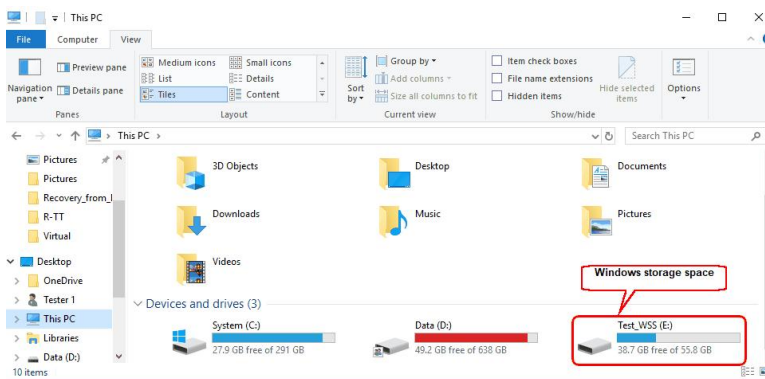 This PC
File Computer View
Navigation pane
Preview pane
Details pane
Panes
Medium icons Small icons
List Details
Tiles Content
Layout
Sort by
Group by
Add columns
Size all columns to fit
Current view
Item check boxes
File name extensions
Hidden items
Hide selected items
Show/hide
Options
This PC
Search This PC
Pictures
Pictures
R-TT
Virtual
Desktop
OneDrive
Tester 1
This PC
Libraries
Data (D:)
3D Objects Desktop Documents
Downloads Music Pictures
Videos
Windows storage space
Devices and drives (3)
System (C:) Data (D:) Test_WSS (E:)
27.9 GB free of 291 GB 49.2 GB free of 638 GB 38.7 GB free of 55.8 GB
10 items